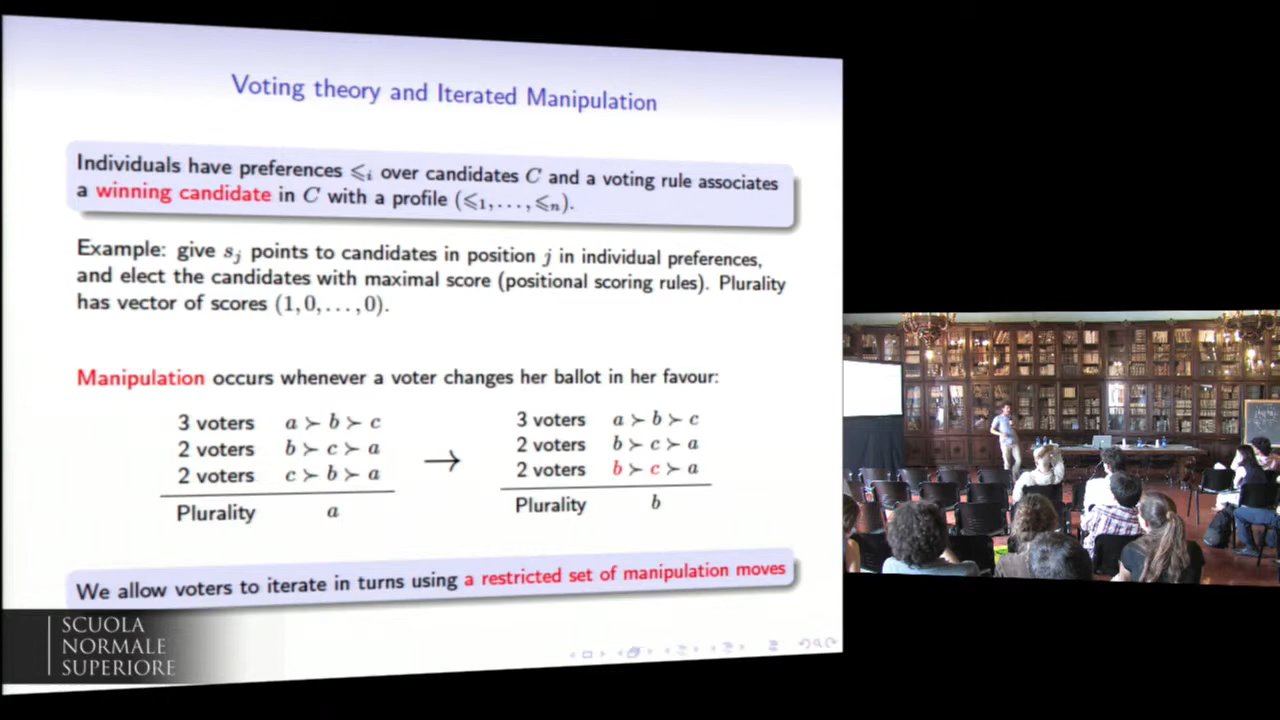 Voting theory and Iterated Manipulation
Individuals have preferences ⩽i over candidates C and a voting rule associates
a winning candidate in C with a profile (⩽1, . . . , ⩽n).
Example: give sj points to candidates in position j in individual preferences,
and elect the candidates with maximal score (positional scoring rules). Plurality
has vector of scores (1, 0, . . . , 0).
Manipulation occurs whenever a voter changes her ballot in her favour:
3 voters a ≻ b ≻ c
2 voters b ≻ c ≻ a
2 voters c ≻ b ≻ a
Plurality a
→
3 voters a ≻ b ≻ c
2 voters b ≻ c ≻ a
2 voters b ≻ c ≻ a
Plurality b
We allow voters to iterate in turns using a restricted set of manipulation moves
SCUOLA
NORMALE
SUPERIORE